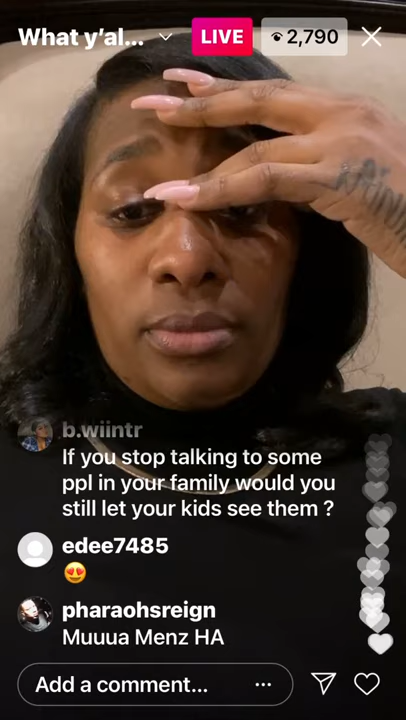 What y'al...
LIVE
2,790
b.wiintr
If you stop talking to some
ppl in your family would you
still let your kids see them ?
edee7485
😍
pharaohsreign
Muuua Menz HA
Add a comment...